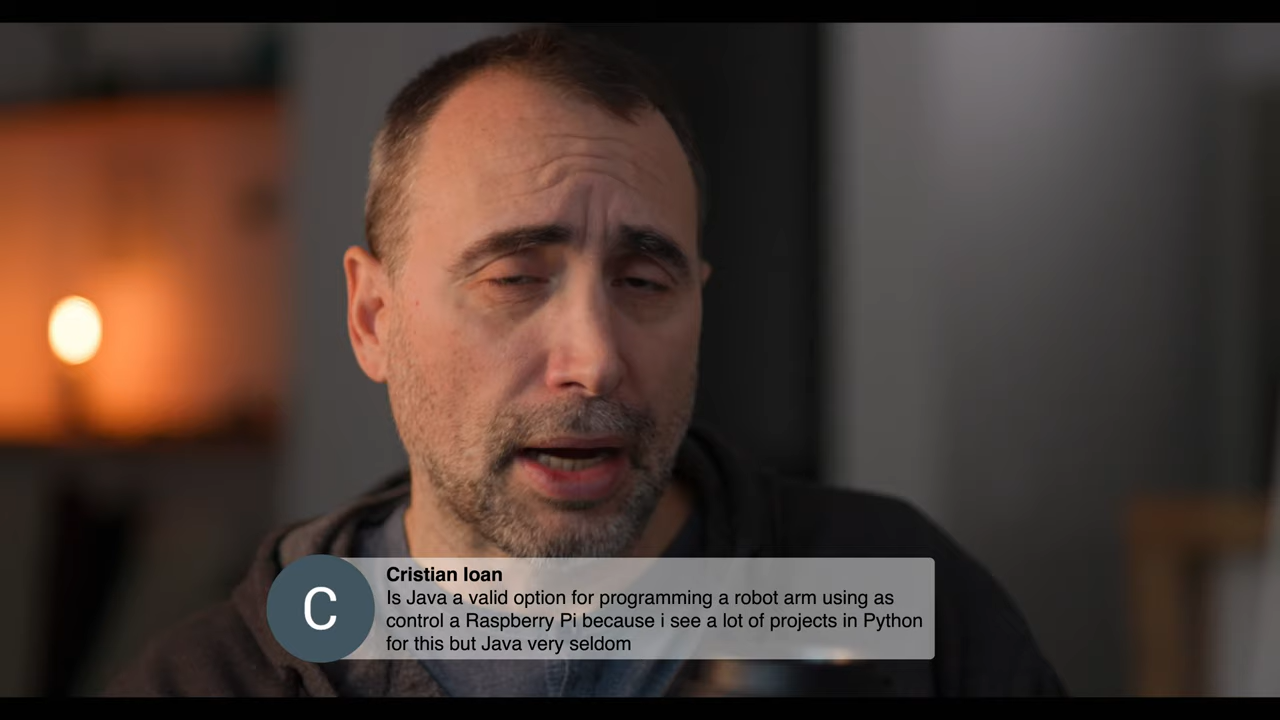 C
Cristian Ioan
Is Java a valid option for programming a robot arm using as
control a Raspberry Pi because i see a lot of projects in Python
for this but Java very seldom